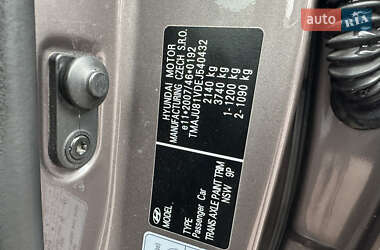 auto RIA
HYUNDAI MOTOR
MANUFACTURING CZECH S.R.O.
e11*2007/46*0192
2140 kg
3740 kg
1-1200 kg
2-1090 kg
TMAJU81VDEJ540432
MODEL
TYPE
Passenger Car
TRANS AXLE PAINT TRIM
NSW 9P